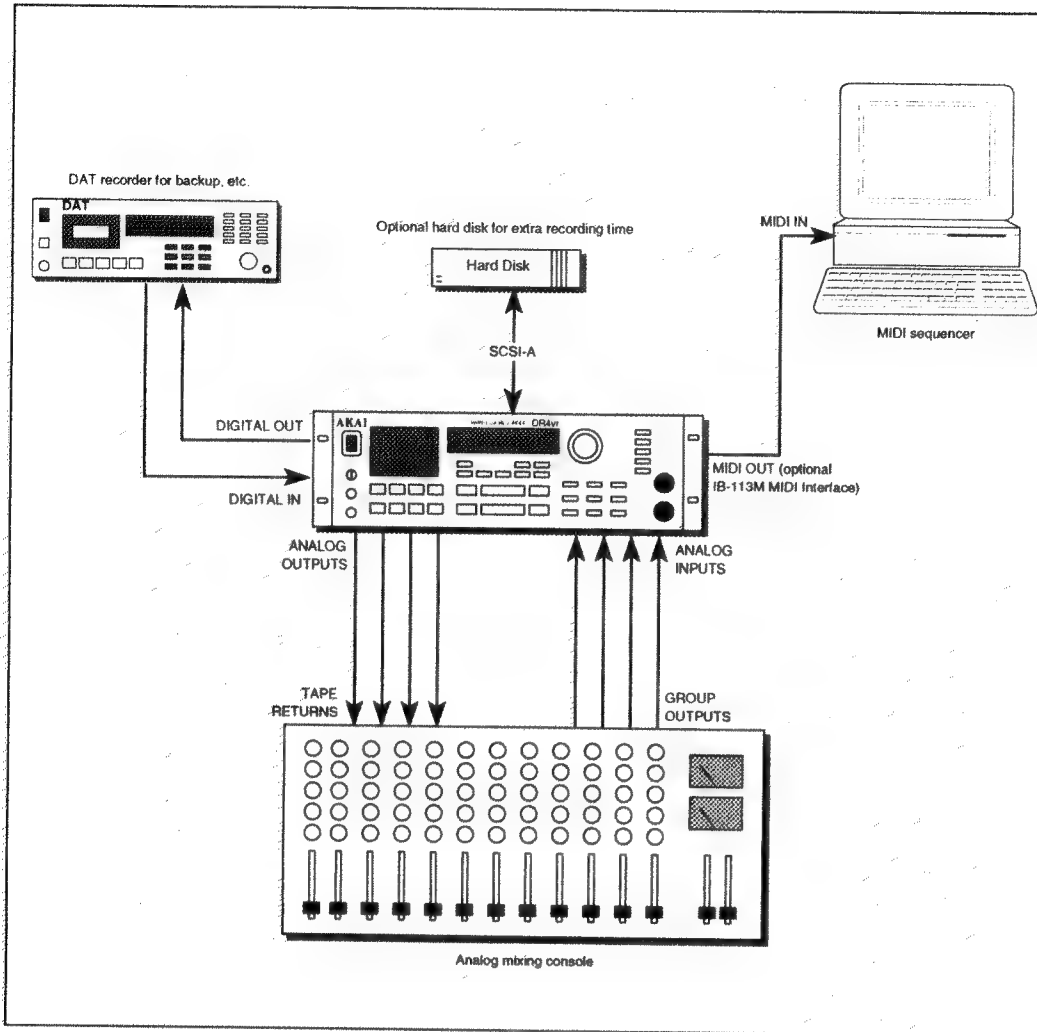 DAT recorder for backup, etc.
DAT
Optional hard disk for extra recording time
Hard Disk
MIDI IN
MIDI sequencer
SCSI-A
DIGITAL OUT
DIGITAL IN
AKAI
DR4vr
MIDI OUT (optional
IB-113M MIDI Interface)
ANALOG
OUTPUTS
ANALOG
INPUTS
TAPE
RETURNS
GROUP
OUTPUTS
Analog mixing console